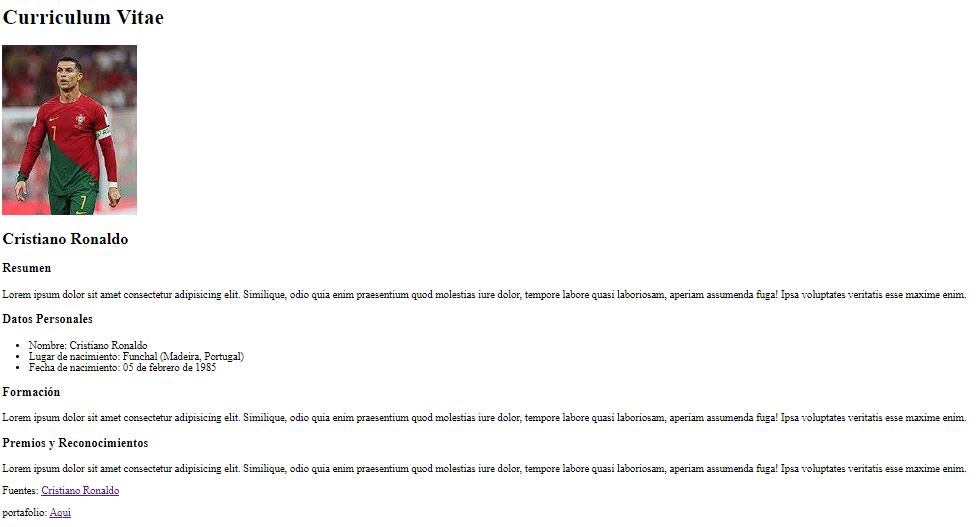 Curriculum Vitae
7
7
Cristiano Ronaldo
Resumen
Lorem ipsum dolor sit amet consectetur adipisicing elit. Similique, odio quia enim praesentium quod molestias iure dolor, tempore labore quasi laboriosam, aperiam assumenda fuga! Ipsa voluptates veritatis esse maxime enim.
Datos Personales
Nombre: Cristiano Ronaldo
Lugar de nacimiento: Funchal (Madeira, Portugal)
Fecha de nacimiento: 05 de febrero de 1985
Formación
Lorem ipsum dolor sit amet consectetur adipisicing elit. Similique, odio quia enim praesentium quod molestias iure dolor, tempore labore quasi laboriosam, aperiam assumenda fuga! Ipsa voluptates veritatis esse maxime enim.
Premios y Reconocimientos
Lorem ipsum dolor sit amet consectetur adipisicing elit. Similique, odio quia enim praesentium quod molestias iure dolor, tempore labore quasi laboriosam, aperiam assumenda fuga! Ipsa voluptates veritatis esse maxime enim.
Fuentes: Cristiano Ronaldo
portafolio: Aquí